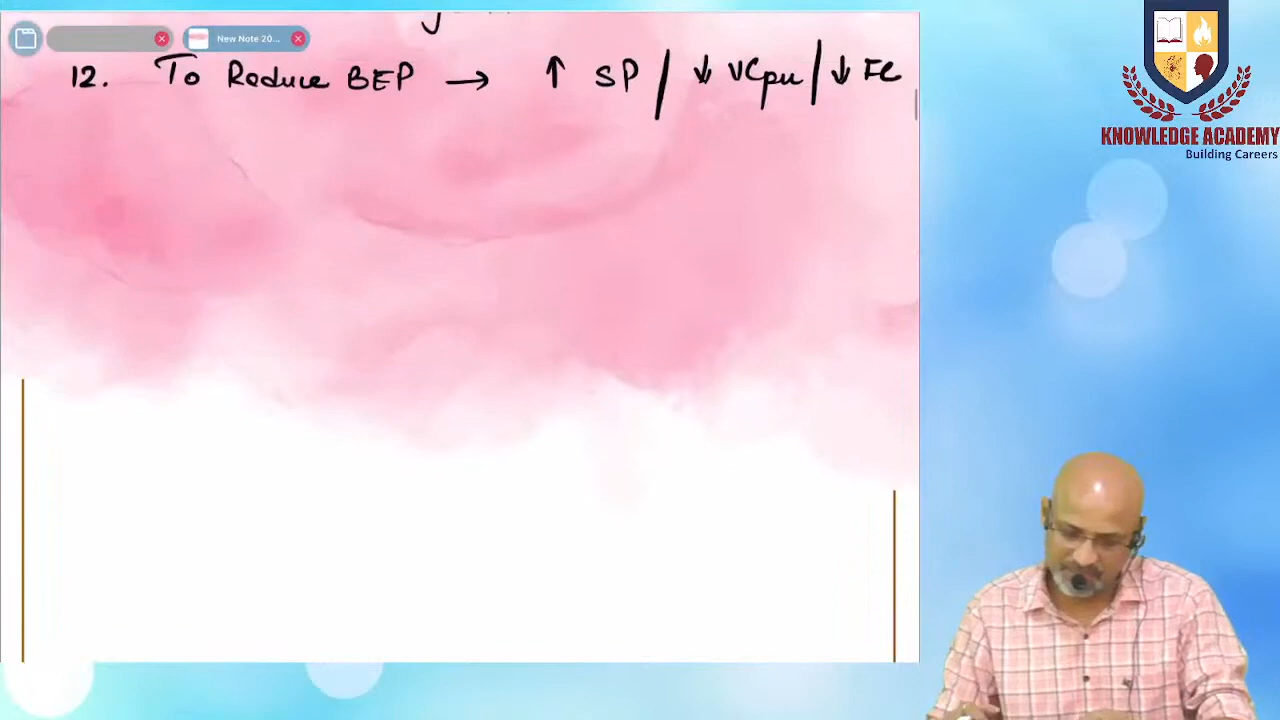 New Note 20...
12. To Reduce BEP → ↑ SP / ↓ VCpu / ↓ FC
KNOWLEDGE ACADEMY
Building Careers